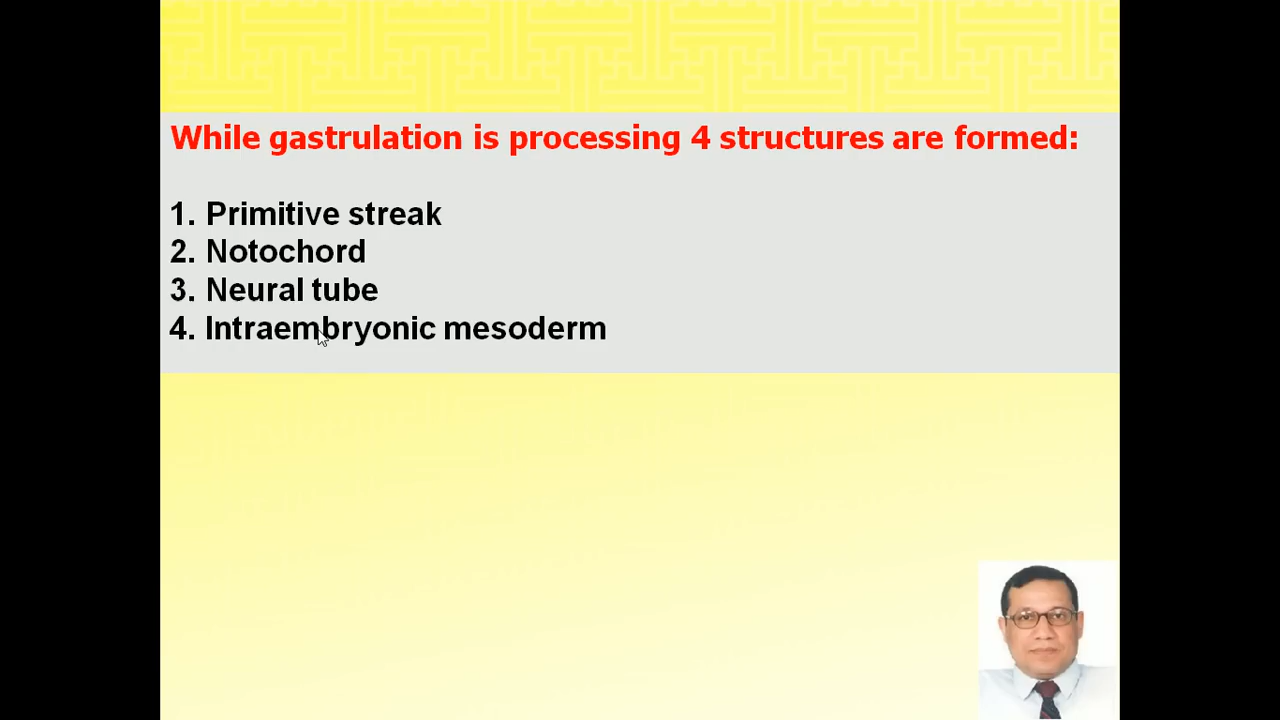 While gastrulation is processing 4 structures are formed:
1. Primitive streak
2. Notochord
3. Neural tube
4. Intraembryonic mesoderm